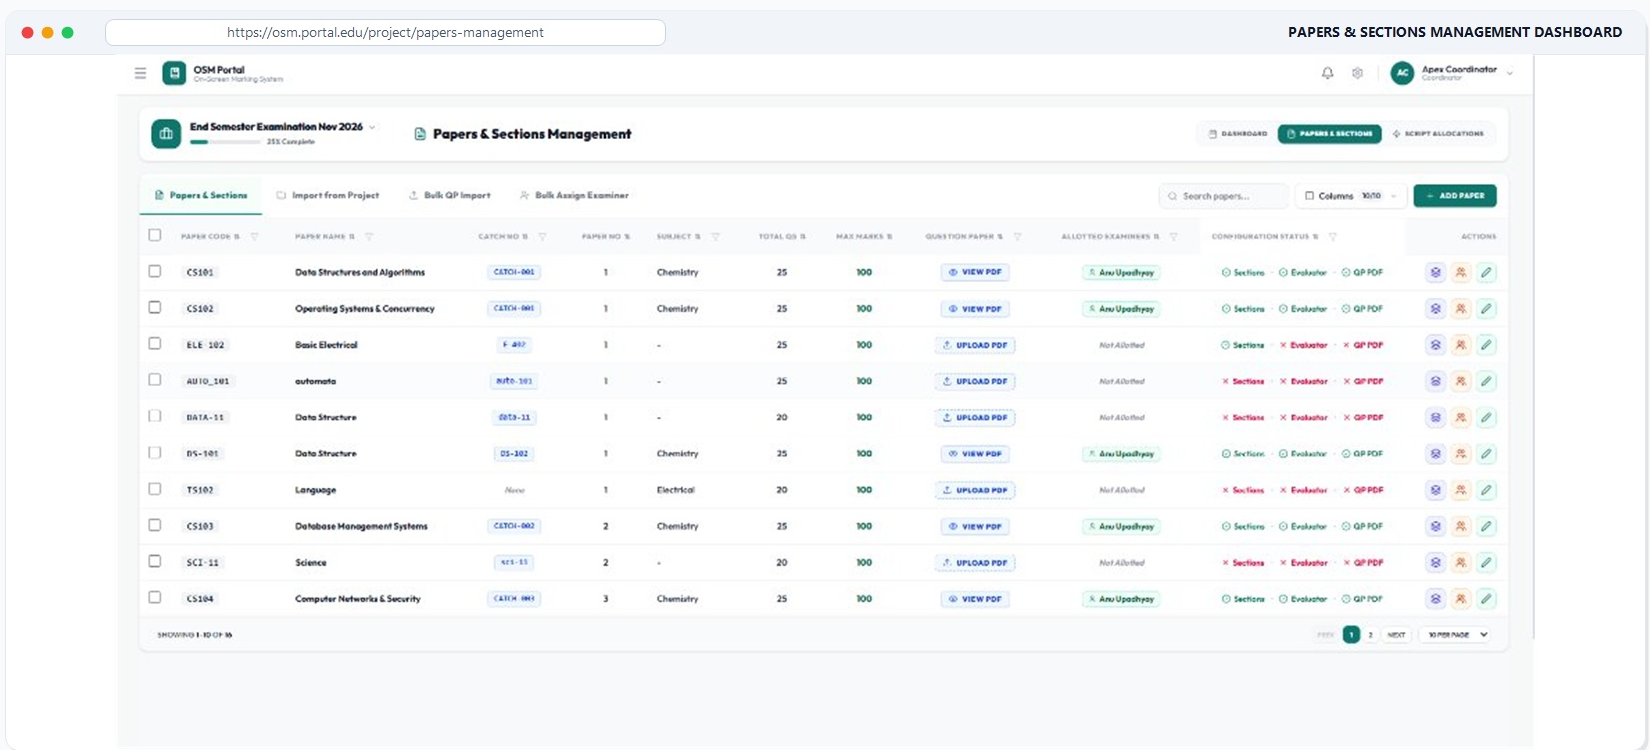 https://osm.portal.edu/project/papers-management
PAPERS & SECTIONS MANAGEMENT DASHBOARD
OSM Portal
On-Screen Marking System
AC
Apex Coordinator
Coordinator
End Semester Examination Nov 2026
25% Complete
Papers & Sections Management
DASHBOARD
PAPERS & SECTIONS
SCRIPT ALLOCATIONS
Papers & Sections
Import from Project
Bulk QP Import
Bulk Assign Examiner
Search papers...
Columns 10/10
ADD PAPER
PAPER CODE PAPER NAME CATCH NO PAPER NO SUBJECT TOTAL QS MAX MARKS QUESTION PAPER ALLOTTED EXAMINERS CONFIGURATION STATUS ACTIONS
CS101 Data Structures and Algorithms CATCH-001 1 Chemistry 25 100 VIEW PDF Anu Upadhyay Sections Evaluator QP PDF
CS102 Operating Systems & Concurrency CATCH-001 1 Chemistry 25 100 VIEW PDF Anu Upadhyay Sections Evaluator QP PDF
ELE-102 Basic Electrical E-402 1 - 25 100 UPLOAD PDF Not Allotted Sections Evaluator QP PDF
AUTO_101 automata auto-101 1 - 25 100 UPLOAD PDF Not Allotted Sections Evaluator QP PDF
DATA-11 Data Structure data-11 1 - 20 100 UPLOAD PDF Not Allotted Sections Evaluator QP PDF
DS-101 Data Structure DS-102 1 Chemistry 25 100 VIEW PDF Anu Upadhyay Sections Evaluator QP PDF
TS102 Language None 1 Electrical 20 100 UPLOAD PDF Not Allotted Sections Evaluator QP PDF
CS103 Database Management Systems CATCH-002 2 Chemistry 25 100 VIEW PDF Anu Upadhyay Sections Evaluator QP PDF
SCI-11 Science sci-11 2 - 20 100 UPLOAD PDF Not Allotted Sections Evaluator QP PDF
CS104 Computer Networks & Security CATCH-003 3 Chemistry 25 100 VIEW PDF Anu Upadhyay Sections Evaluator QP PDF
SHOWING 1-10 OF 16
PREV 1 2 NEXT 10 PER PAGE